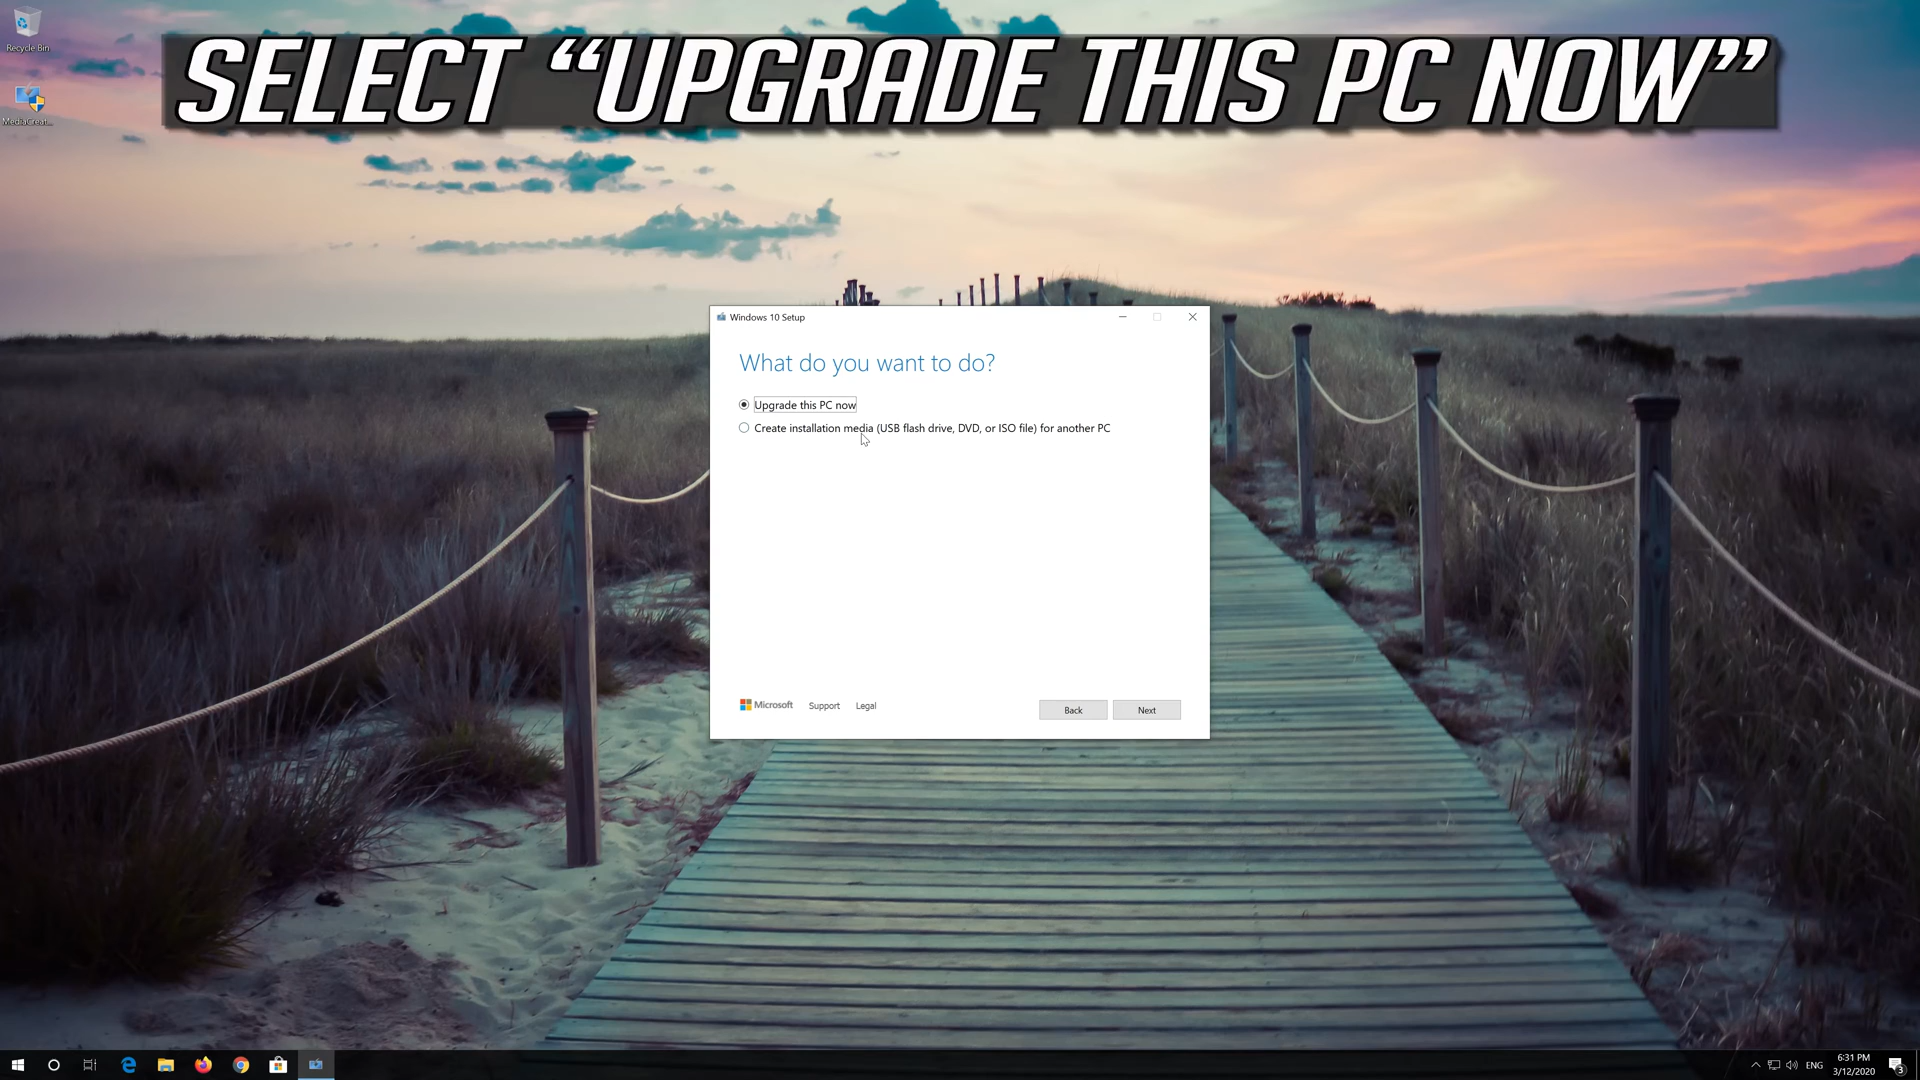 SELECT “UPGRADE THIS PC NOW”
Recycle Bin
MediaCreat...
Windows 10 Setup
What do you want to do?
Upgrade this PC now
Create installation media (USB flash drive, DVD, or ISO file) for another PC
Microsoft Support Legal
Back Next
ENG
6:31 PM
3/12/2020
3